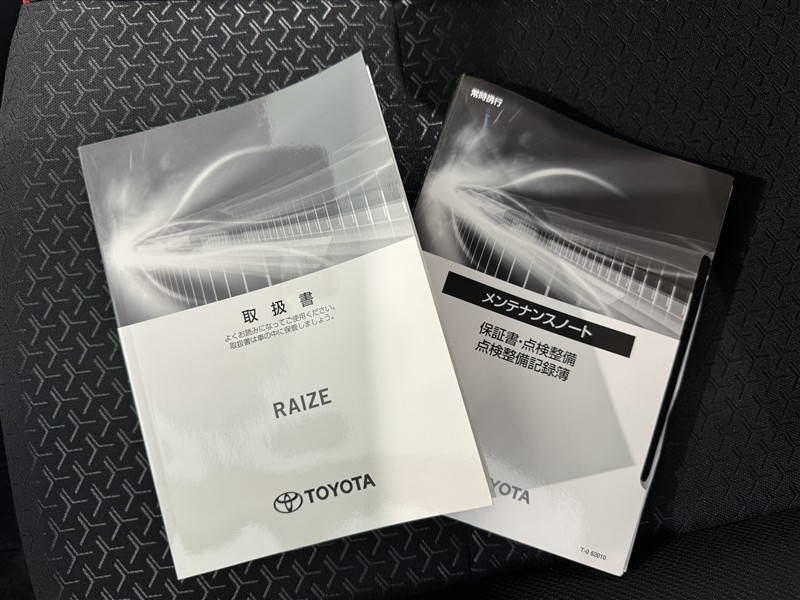 取扱書
よくお読みになってご使用ください。
取扱書は車の中に保管しましょう。
RAIZE
TOYOTA
常時携行
メンテナンスノート
保証書・点検整備
点検整備記録簿
YOTA
T-0 62010